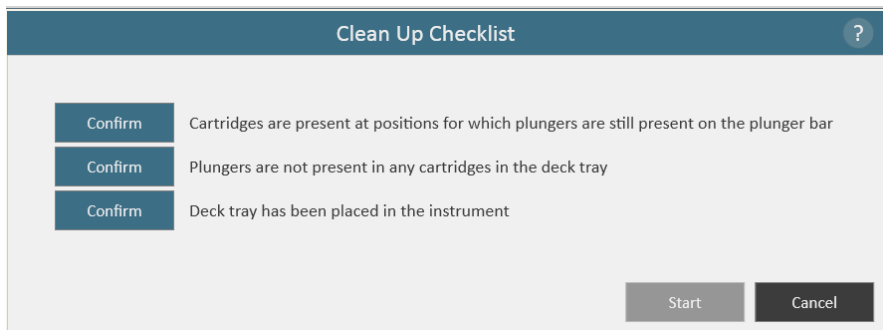 Clean Up Checklist
?
Confirm Cartridges are present at positions for which plungers are still present on the plunger bar
Confirm Plungers are not present in any cartridges in the deck tray
Confirm Deck tray has been placed in the instrument
Start Cancel